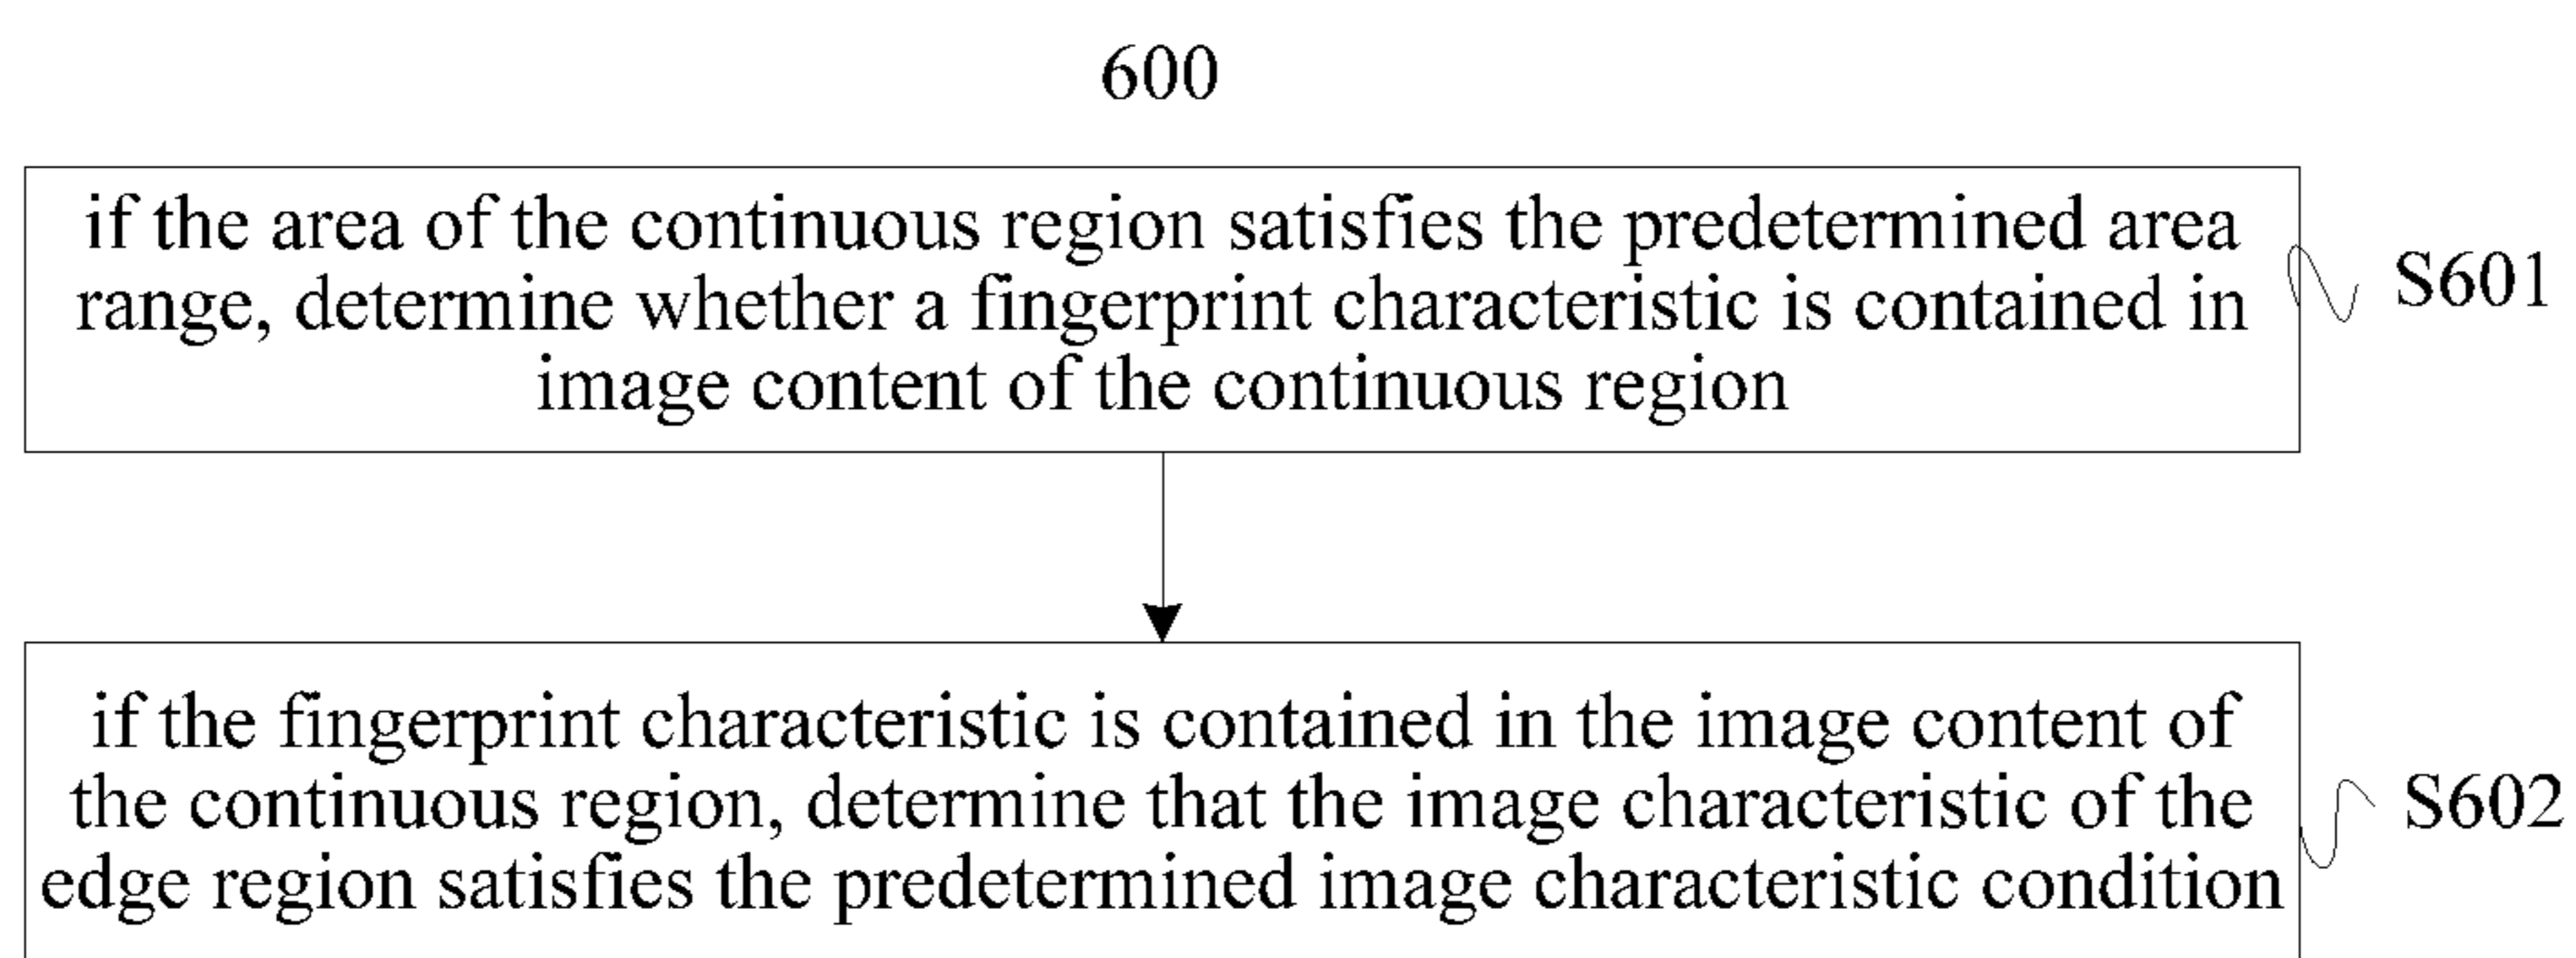 600
if the area of the continuous region satisfies the predetermined area
range, determine whether a fingerprint characteristic is contained in
image content of the continuous region
S601
if the fingerprint characteristic is contained in the image content of
the continuous region, determine that the image characteristic of the
edge region satisfies the predetermined image characteristic condition
S602